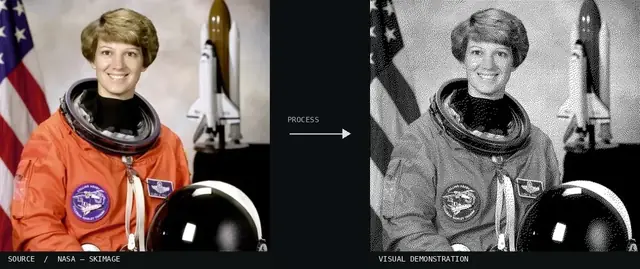 PROCESS
SOURCE / NASA — SKIMAGE
VISUAL DEMONSTRATION